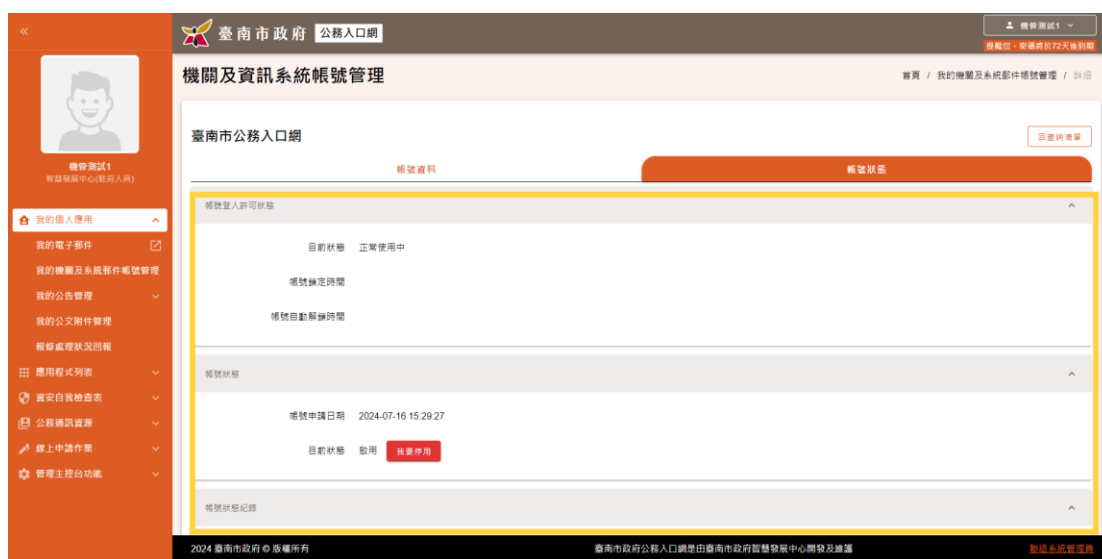 臺南市政府 公務入口網
機管測試1
提醒您，密碼將於72天後到期
機關及資訊系統帳號管理
首頁 / 我的機關及系統郵件帳號管理 / 詳細
機管測試1
智慧發展中心(駐府人員)
我的個人應用
我的電子郵件
我的機關及系統郵件帳號管理
我的公告管理
我的公文附件管理
報修處理狀況回報
應用程式列表
資安自我檢查表
公務通訊資源
線上申請作業
管理主控台功能
臺南市公務入口網
回查詢清單
帳號資料
帳號狀態
帳號登入許可狀態
目前狀態 正常使用中
帳號鎖定時間
帳號自動解鎖時間
帳號狀態
帳號申請日期 2024-07-16 15:29:27
目前狀態 啟用 我要停用
帳號狀態紀錄
2024 臺南市政府 © 版權所有
臺南市政府公務入口網是由臺南市政府智慧發展中心開發及維護
聯絡系統管理員